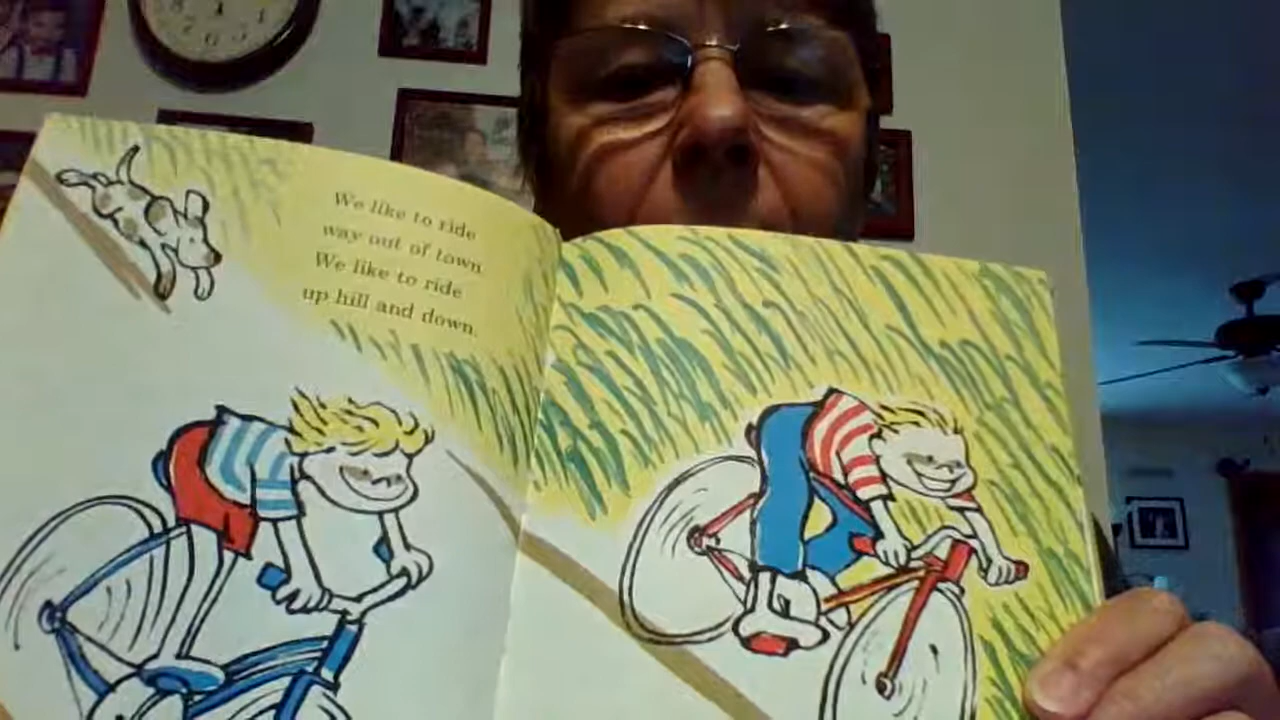 We like to ride
way out of town
We like to ride
up hill and down.